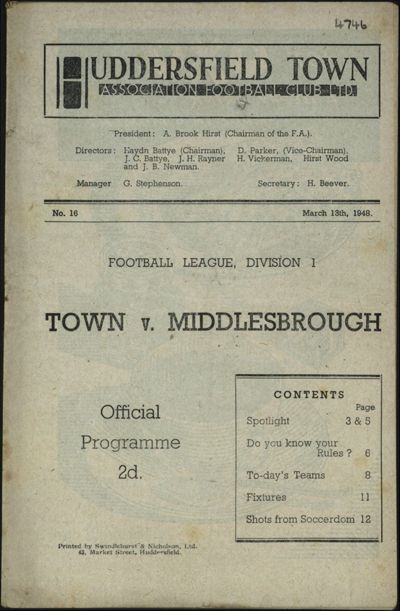 4746
HUDDERSFIELD TOWN
ASSOCIATION FOOTBALL CLUB LTD.
President: A. Brook Hirst (Chairman of the F.A.).
Directors: Haydn Battye (Chairman), D. Parker, (Vice-Chairman),
J. C. Battye, J. H. Rayner H. Vickerman, Hirst Wood
and J. B. Newman.
Manager G. Stephenson. Secretary: H. Beever.
No. 16 March 13th, 1948.
FOOTBALL LEAGUE, DIVISION 1
TOWN v. MIDDLESBROUGH
Official
Programme
2d.
CONTENTS
Page
Spotlight 3 & 5
Do you know your
Rules ? 6
To-day's Teams 8
Fixtures 11
Shots from Soccerdom 12
Printed by Swindlehurst & Nicholson, Ltd.
43, Market Street, Huddersfield.